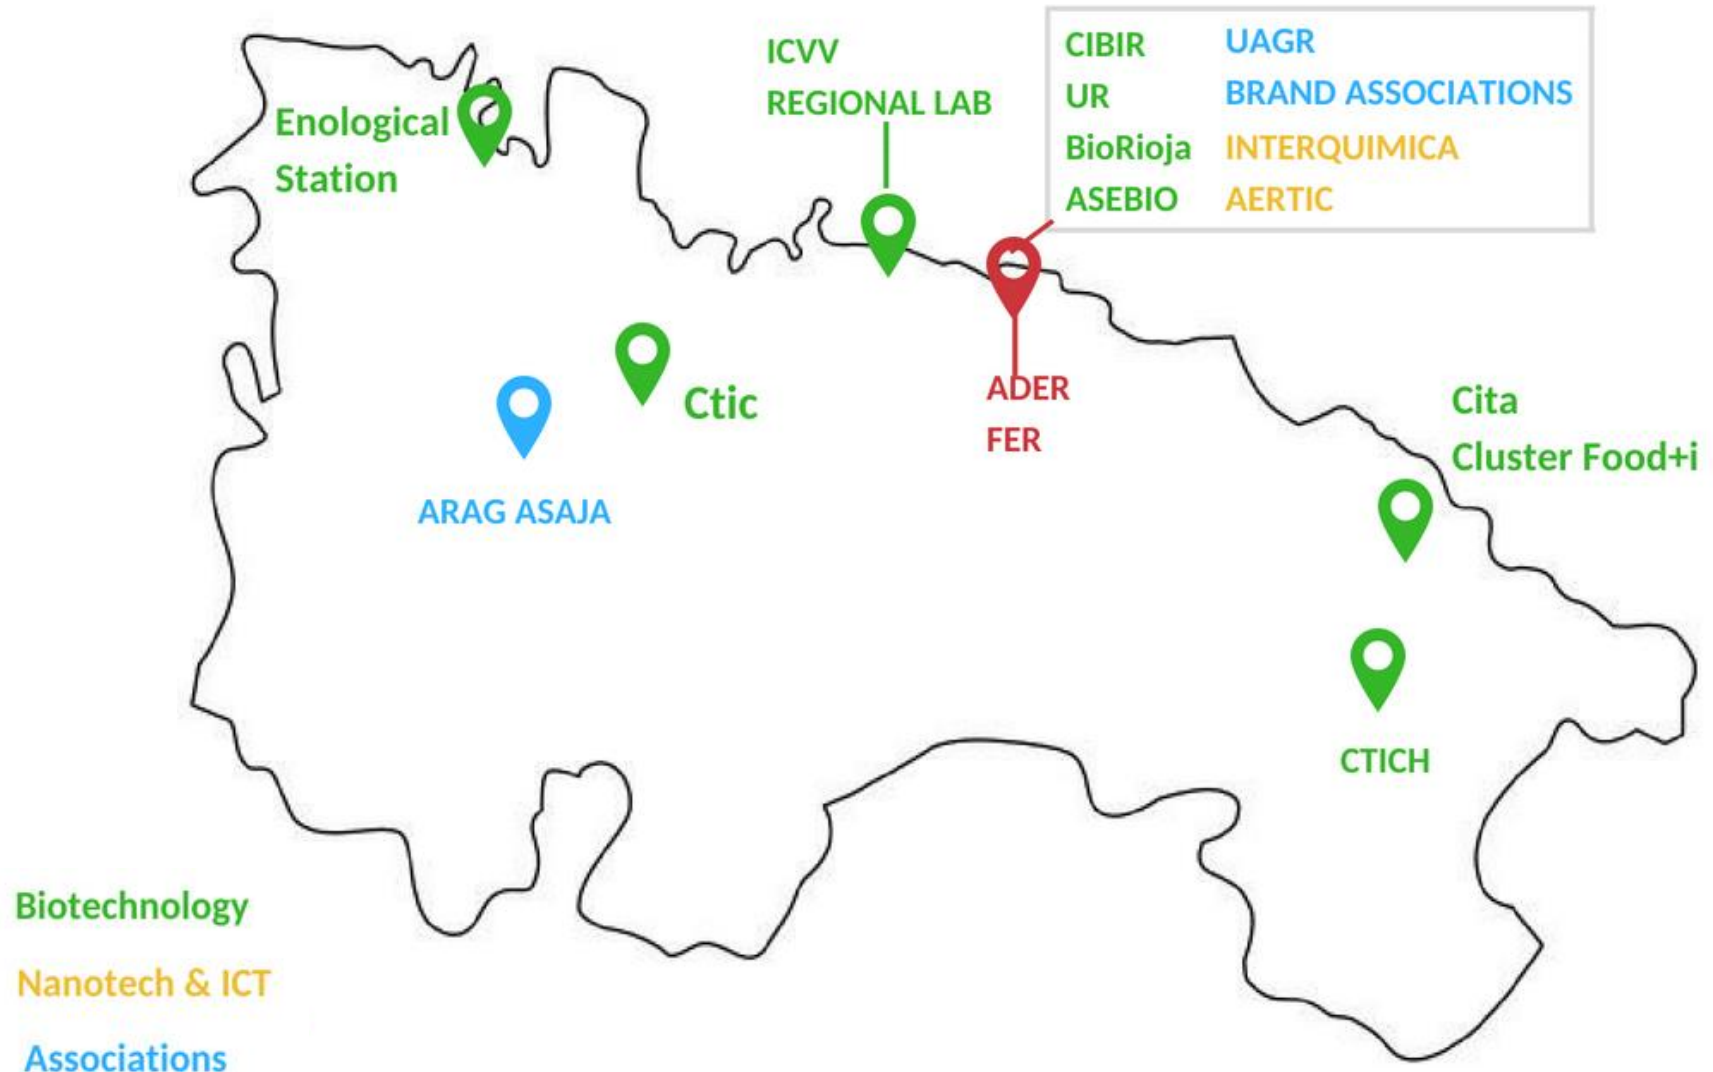 ICVV
REGIONAL LAB
CIBIR
UR
BioRioja
ASEBIO
UAGR
BRAND ASSOCIATIONS
INTERQUIMICA
AERTIC
Enological
Station
Ctic
ADER
FER
Cita
Cluster Food+i
ARAG ASAJA
CTICH
Biotechnology
Nanotech & ICT
Associations